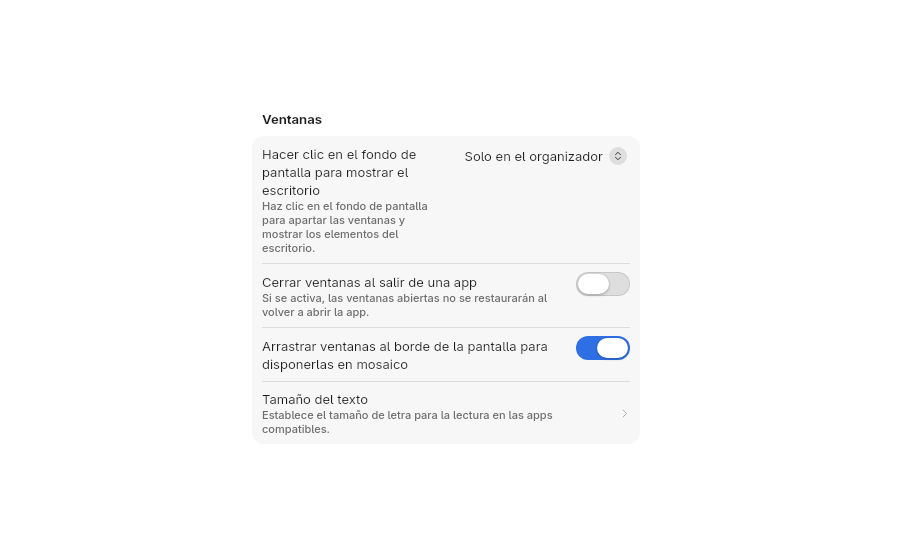 Ventanas
Hacer clic en el fondo de
pantalla para mostrar el
escritorio
Solo en el organizador
Haz clic en el fondo de pantalla
para apartar las ventanas y
mostrar los elementos del
escritorio.
Cerrar ventanas al salir de una app
Si se activa, las ventanas abiertas no se restaurarán al
volver a abrir la app.
Arrastrar ventanas al borde de la pantalla para
disponerlas en mosaico
Tamaño del texto
Establece el tamaño de letra para la lectura en las apps
compatibles.